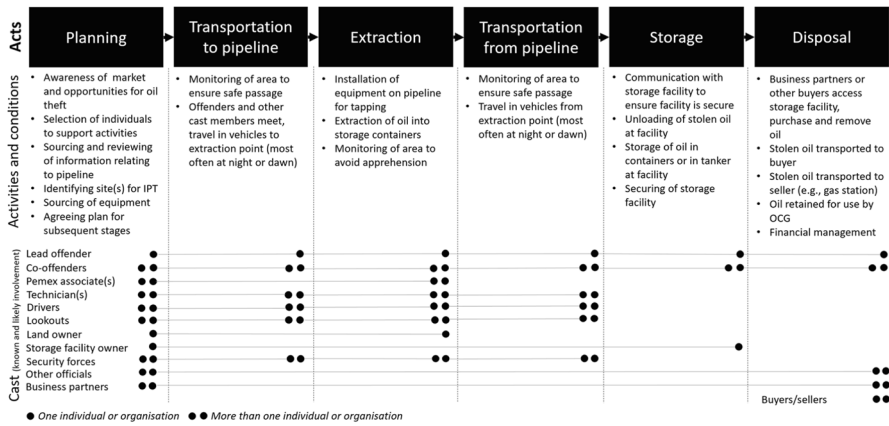 Acts
Planning
Transportation
to pipeline
Extraction
Transportation
from pipeline
Storage
Disposal
Activities and conditions
• Awareness of market
and opportunities for oil
theft
• Selection of individuals
to support activities
• Sourcing and reviewing
of information relating
to pipeline
• Identifying site(s) for IPT
• Sourcing of equipment
• Agreeing plan for
subsequent stages
• Monitoring of area to
ensure safe passage
• Offenders and other
cast members meet,
travel in vehicles to
extraction point (most
often at night or dawn)
• Installation of
equipment on pipeline
for tapping
• Extraction of oil into
storage containers
• Monitoring of area to
avoid apprehension
• Monitoring of area to
ensure safe passage
• Travel in vehicles from
extraction point (most
often at night or dawn)
• Communication with
storage facility to
ensure facility is secure
• Unloading of stolen oil
at facility
• Storage of oil in
containers or in tanker
at facility
• Securing of storage
facility
• Business partners or
other buyers access
storage facility,
purchase and remove
oil
• Stolen oil transported to
buyer
• Stolen oil transported to
seller (e.g., gas station)
• Oil retained for use by
OCG
• Financial management
Cast (known and likely involvement)
Lead offender
Co-offenders
Pemex associate(s)
Technician(s)
Drivers
Lookouts
Land owner
Storage facility owner
Security forces
Other officials
Business partners
Buyers/sellers
One individual or organisation
More than one individual or organisation